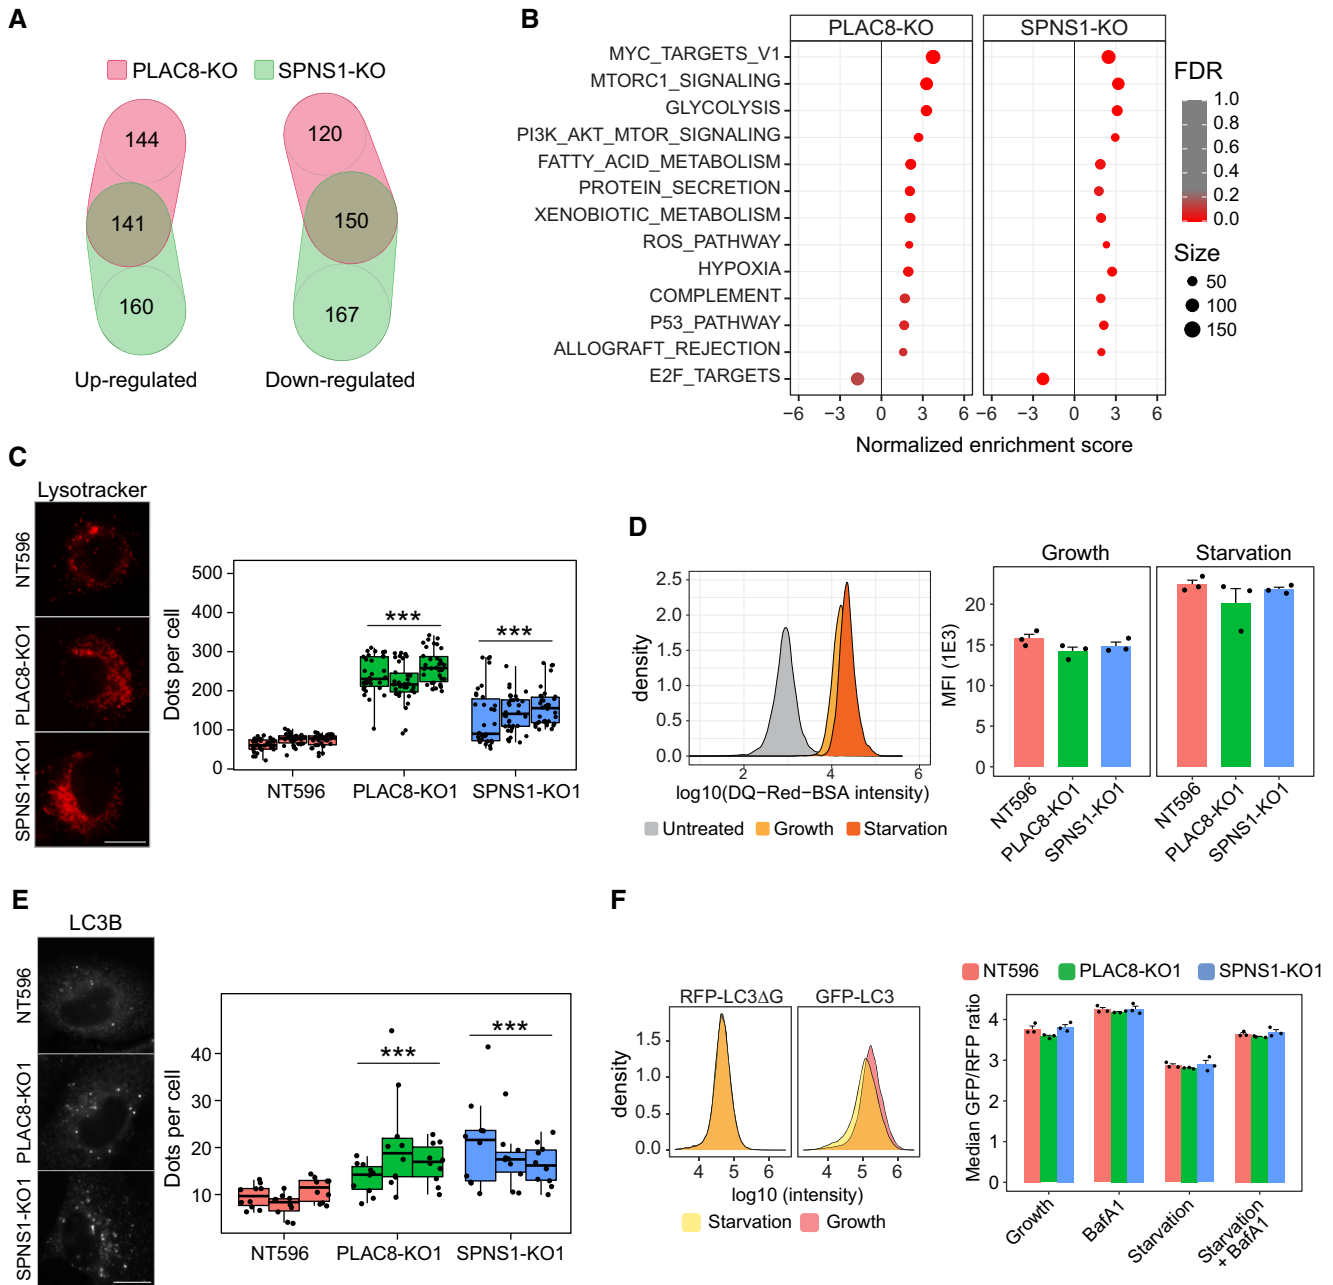 A
PLAC8-KO SPNS1-KO
144
141
160
Up-regulated
120
150
167
Down-regulated
B
PLAC8-KO SPNS1-KO
MYC_TARGETS_V1
MTORC1_SIGNALING
GLYCOLYSIS
PI3K_AKT_MTOR_SIGNALING
FATTY_ACID_METABOLISM
PROTEIN_SECRETION
XENOBIOTIC_METABOLISM
ROS_PATHWAY
HYPOXIA
COMPLEMENT
P53_PATHWAY
ALLOGRAFT_REJECTION
E2F_TARGETS
−6 −3 0 3 6 −6 −3 0 3 6
Normalized enrichment score
FDR
1.0
0.8
0.6
0.4
0.2
0.0
Size
50
100
150
C
Lysotracker
NT596
PLAC8-KO1
SPNS1-KO1
Dots per cell
500
400
300
200
100
0
***
***
NT596 PLAC8-KO1 SPNS1-KO1
D
density
2.5
2.0
1.5
1.0
0.5
0.0
2 4 6
log10(DQ−Red−BSA intensity)
Untreated Growth Starvation
Growth Starvation
MFI (1E3)
20
15
10
5
0
NT596
PLAC8-KO1
SPNS1-KO1
NT596
PLAC8-KO1
SPNS1-KO1
E
LC3B
NT596
PLAC8-KO1
SPNS1-KO1
Dots per cell
40
30
20
10
***
***
NT596 PLAC8-KO1 SPNS1-KO1
F
RFP-LC3ΔG GFP-LC3
density
1.5
1.0
0.5
0.0
4 5 6 4 5 6
log10 (intensity)
Starvation Growth
NT596 PLAC8-KO1 SPNS1-KO1
Median GFP/RFP ratio
4
3
2
1
0
Growth
BafA1
Starvation
Starvation
+ BafA1